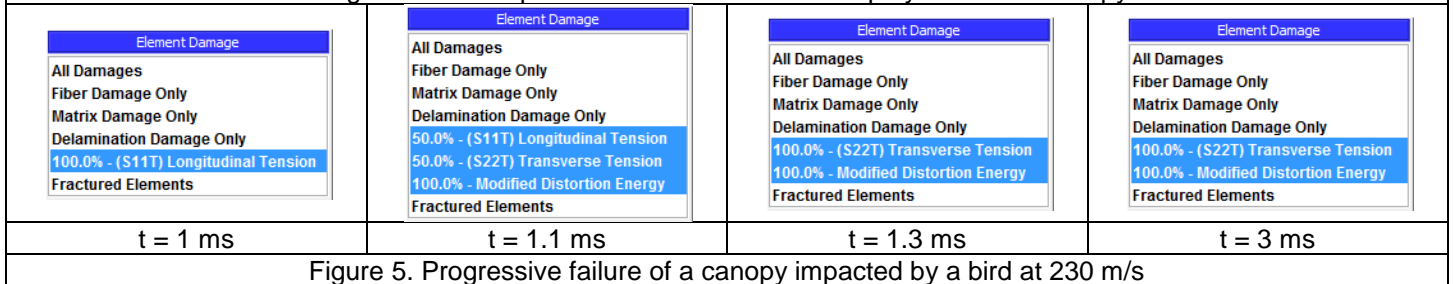 Element Damage
All Damages
Fiber Damage Only
Matrix Damage Only
Delamination Damage Only
100.0% - (S11T) Longitudinal Tension
Fractured Elements
Element Damage
All Damages
Fiber Damage Only
Matrix Damage Only
Delamination Damage Only
50.0% - (S11T) Longitudinal Tension
50.0% - (S22T) Transverse Tension
100.0% - Modified Distortion Energy
Fractured Elements
Element Damage
All Damages
Fiber Damage Only
Matrix Damage Only
Delamination Damage Only
100.0% - (S22T) Transverse Tension
100.0% - Modified Distortion Energy
Fractured Elements
Element Damage
All Damages
Fiber Damage Only
Matrix Damage Only
Delamination Damage Only
100.0% - (S22T) Transverse Tension
100.0% - Modified Distortion Energy
Fractured Elements
t = 1 ms
t = 1.1 ms
t = 1.3 ms
t = 3 ms
Figure 5. Progressive failure of a canopy impacted by a bird at 230 m/s